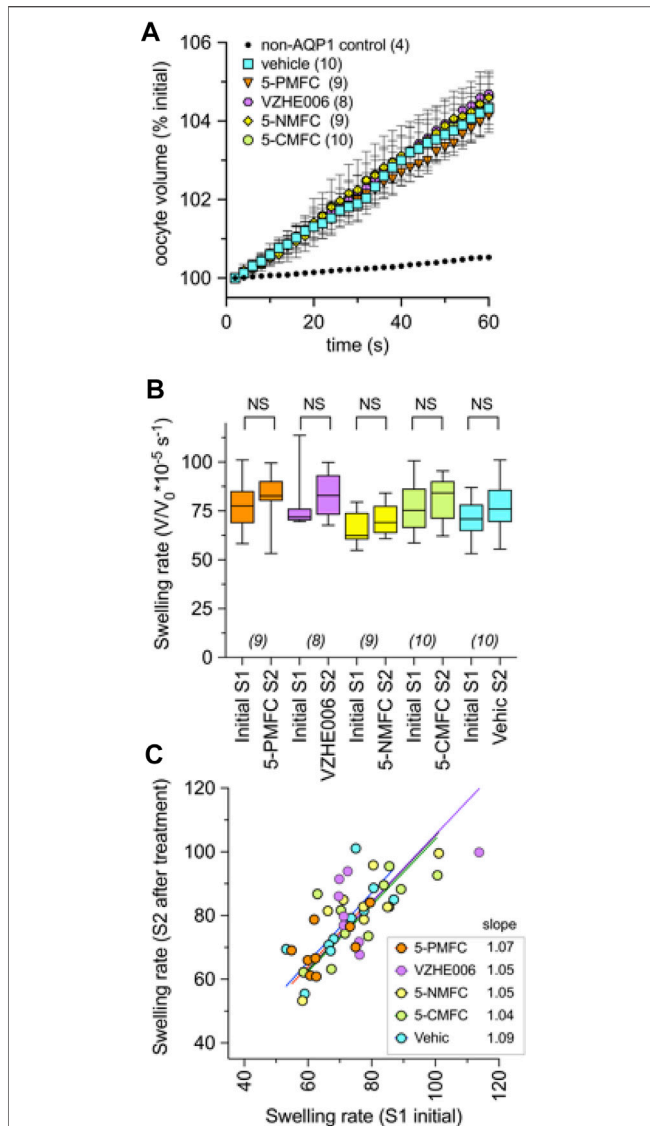 A
106
104
102
100
non-AQP1 control (4)
vehicle (10)
5-PMFC (9)
VZHE006 (8)
5-NMFC (9)
5-CMFC (10)
oocyte volume (% initial)
0 20 40 60
time (s)
B
NS NS NS NS NS
Swelling rate (V/V0*10-5 s-1)
100
75
50
0
(9) (8) (9) (10) (10)
Initial S1
5-PMFC S2
Initial S1
VZHE006 S2
Initial S1
5-NMFC S2
Initial S1
5-CMFC S2
Initial S1
Vehic S2
C
Swelling rate (S2 after treatment)
120
100
80
60
40
slope
5-PMFC 1.07
VZHE006 1.05
5-NMFC 1.05
5-CMFC 1.04
Vehic 1.09
40 60 80 100 120
Swelling rate (S1 initial)